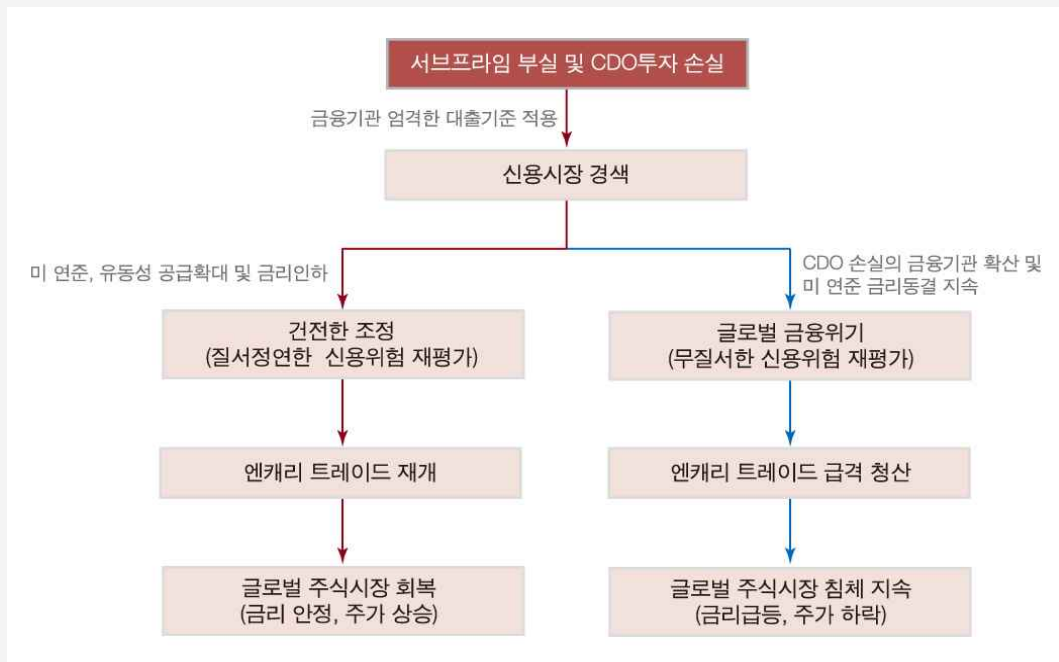 서브프라임 부실 및 CDO투자 손실
금융기관 엄격한 대출기준 적용
신용시장 경색
미 연준, 유동성 공급확대 및 금리인하
CDO 손실의 금융기관 확산 및
미 연준 금리동결 지속
건전한 조정
(질서정연한 신용위험 재평가)
글로벌 금융위기
(무질서한 신용위험 재평가)
엔캐리 트레이드 재개
엔캐리 트레이드 급격 청산
글로벌 주식시장 회복
(금리 안정, 주가 상승)
글로벌 주식시장 침체 지속
(금리급등, 주가 하락)